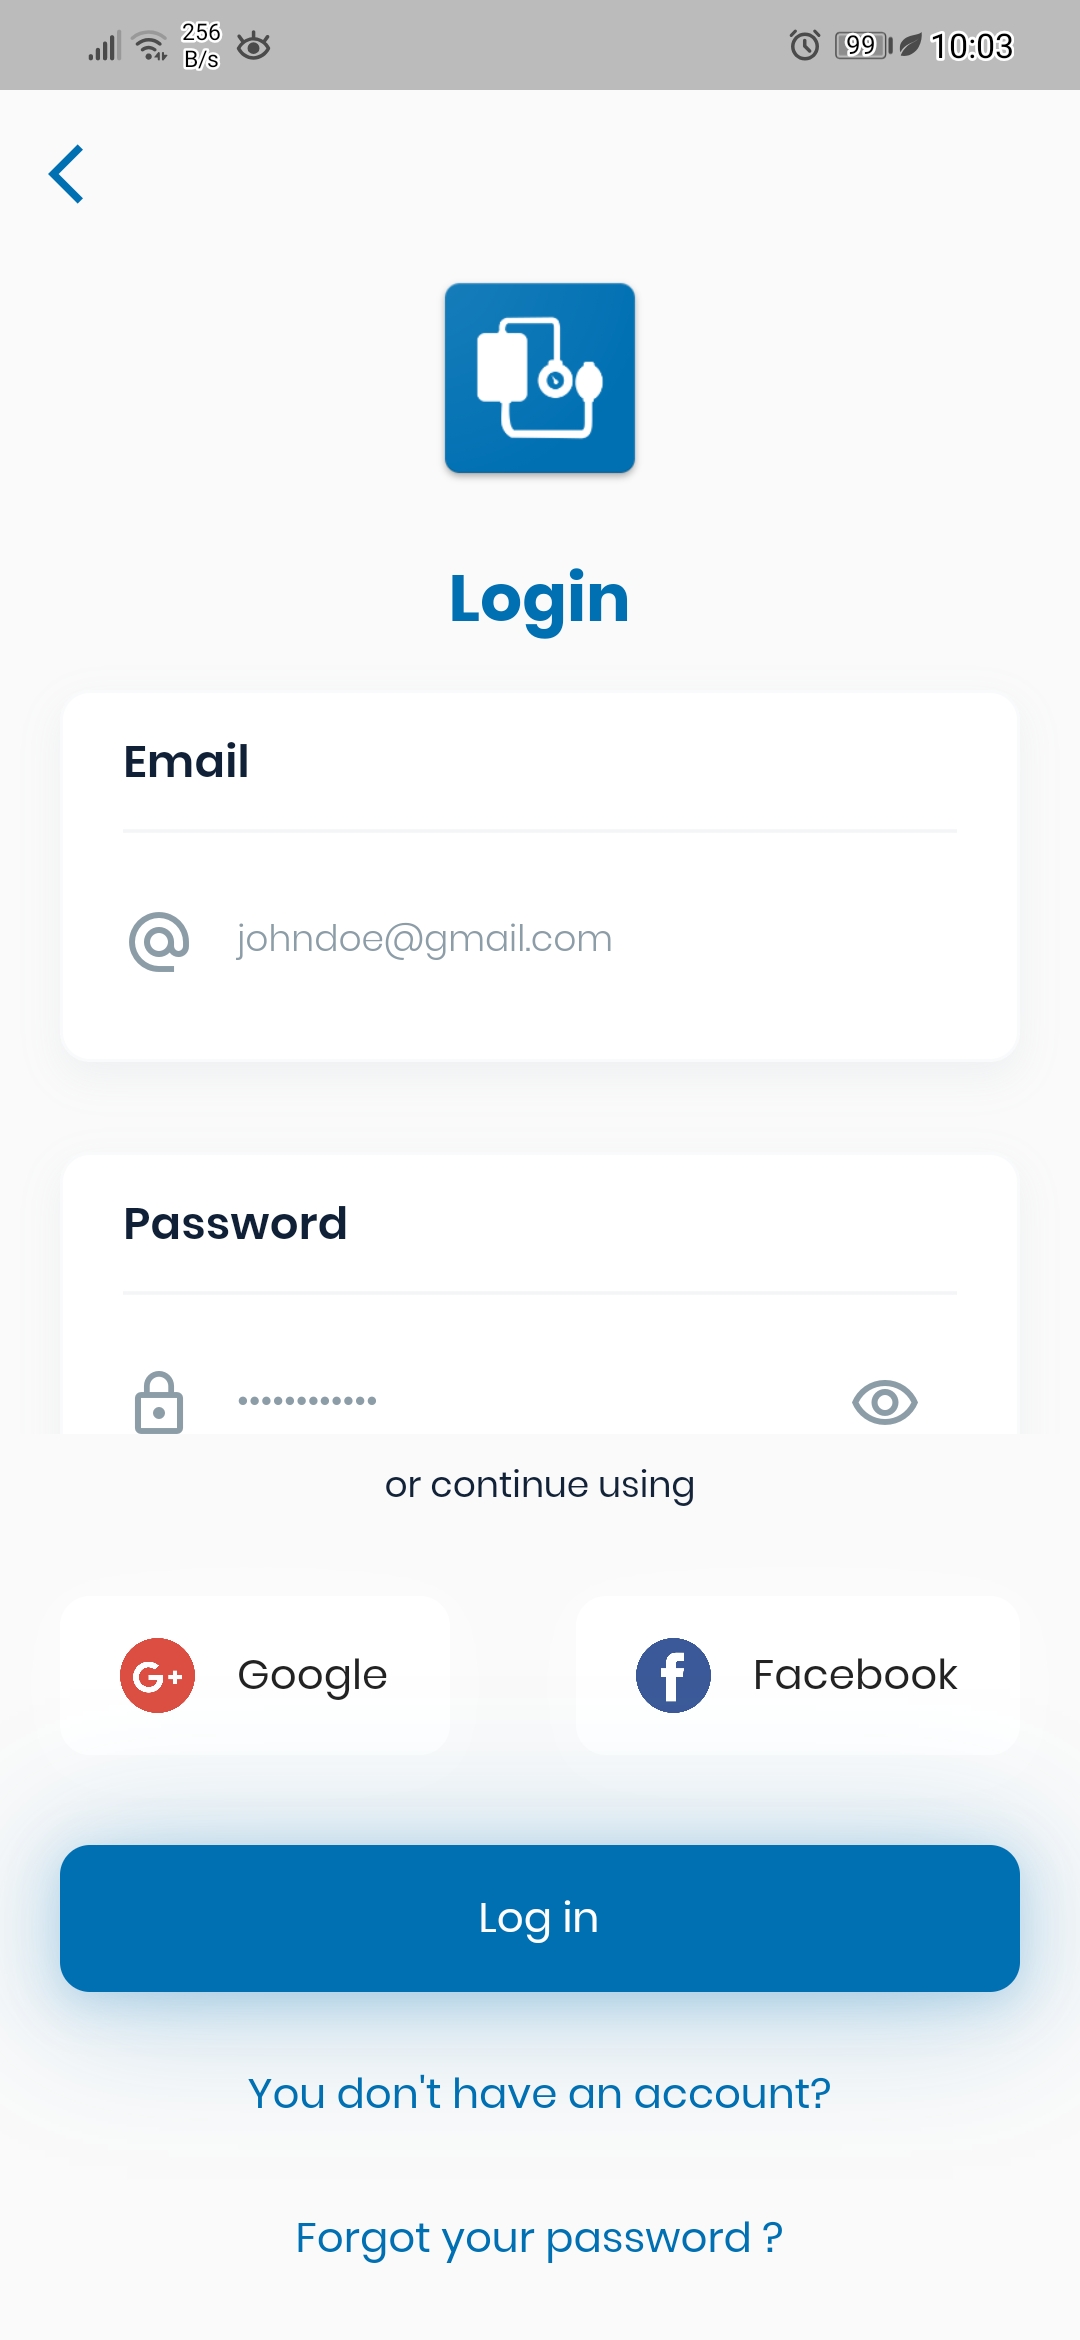 256
B/s
99
10:03
Login
Email
johndoe@gmail.com
Password
••••••••••••
or continue using
G+ Google
f Facebook
Log in
You don't have an account?
Forgot your password ?